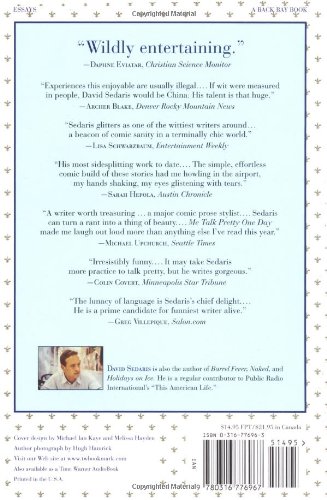 ESSAYS
A BACK BAY BOOK
“Wildly entertaining.”
—DAPHNE EVIATAR, Christian Science Monitor
“Experiences this enjoyable are usually illegal.… If wit were measured
in people, David Sedaris would be China. His talent is that huge.”
—ARCHER BLAKE, Denver Rocky Mountain News
“Sedaris glitters as one of the wittiest writers around…
a beacon of comic sanity in a terminally chic world.”
—LISA SCHWARZBAUM, Entertainment Weekly
“His most sidesplitting work to date.… The simple, effortless
comic build of these stories had me howling in the airport,
my hands shaking, my eyes glistening with tears.”
—SARAH HEPOLA, Austin Chronicle
“A writer worth treasuring … a major comic prose stylist.… Sedaris
can turn a rant into a thing of beauty.… Me Talk Pretty One Day
made me laugh out loud more than anything else I've read this year.”
—MICHAEL UPCHURCH, Seattle Times
“Irresistibly funny.… It may take Sedaris
more practice to talk pretty, but he writes gorgeous.”
—COLIN COVERT, Minneapolis Star Tribune
“The lunacy of language is Sedaris's chief delight.…
He is a prime candidate for funniest writer alive.”
—GREG VILLEPIQUE, Salon.com
DAVID SEDARIS is also the author of Barrel Fever, Naked, and
Holidays on Ice. He is a regular contributor to Public Radio
International's “This American Life.”
$14.95 FPT/$21.95 in Canada
ISBN 0-316-77696-3
51495
EAN
9780316776967
Cover design by Michael Ian Kaye and Melissa Hayden
Author photograph by Hugh Hamrick
Visit our Web site at www.twbookmark.com
Also available as a Time Warner AudioBook
Printed in the U.S.A.